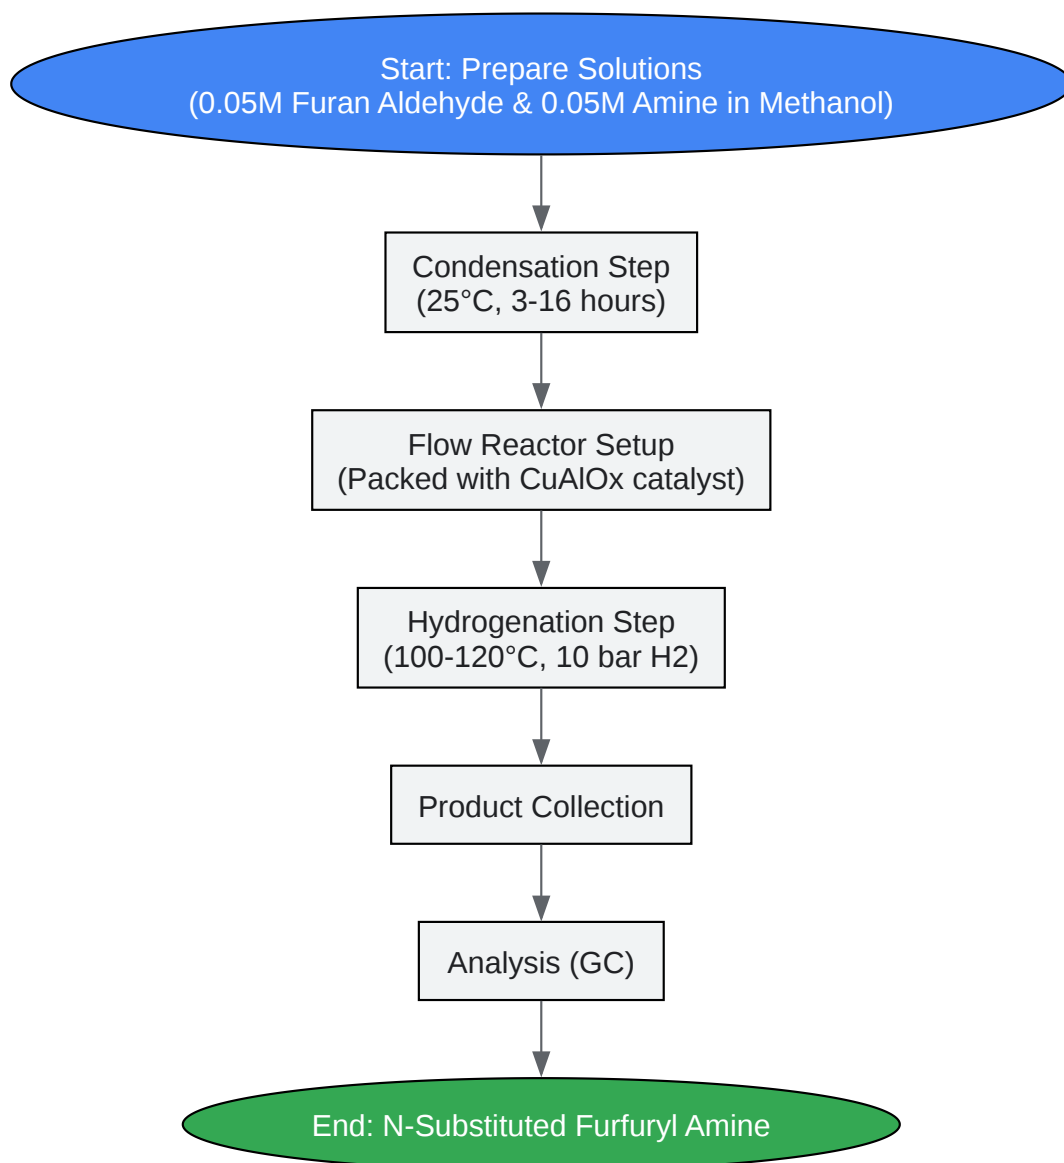 Start: Prepare Solutions
(0.05M Furan Aldehyde & 0.05M Amine in Methanol)
Condensation Step
(25°C, 3-16 hours)
Flow Reactor Setup
(Packed with CuAlOx catalyst)
Hydrogenation Step
(100-120°C, 10 bar H2)
Product Collection
Analysis (GC)
End: N-Substituted Furfuryl Amine